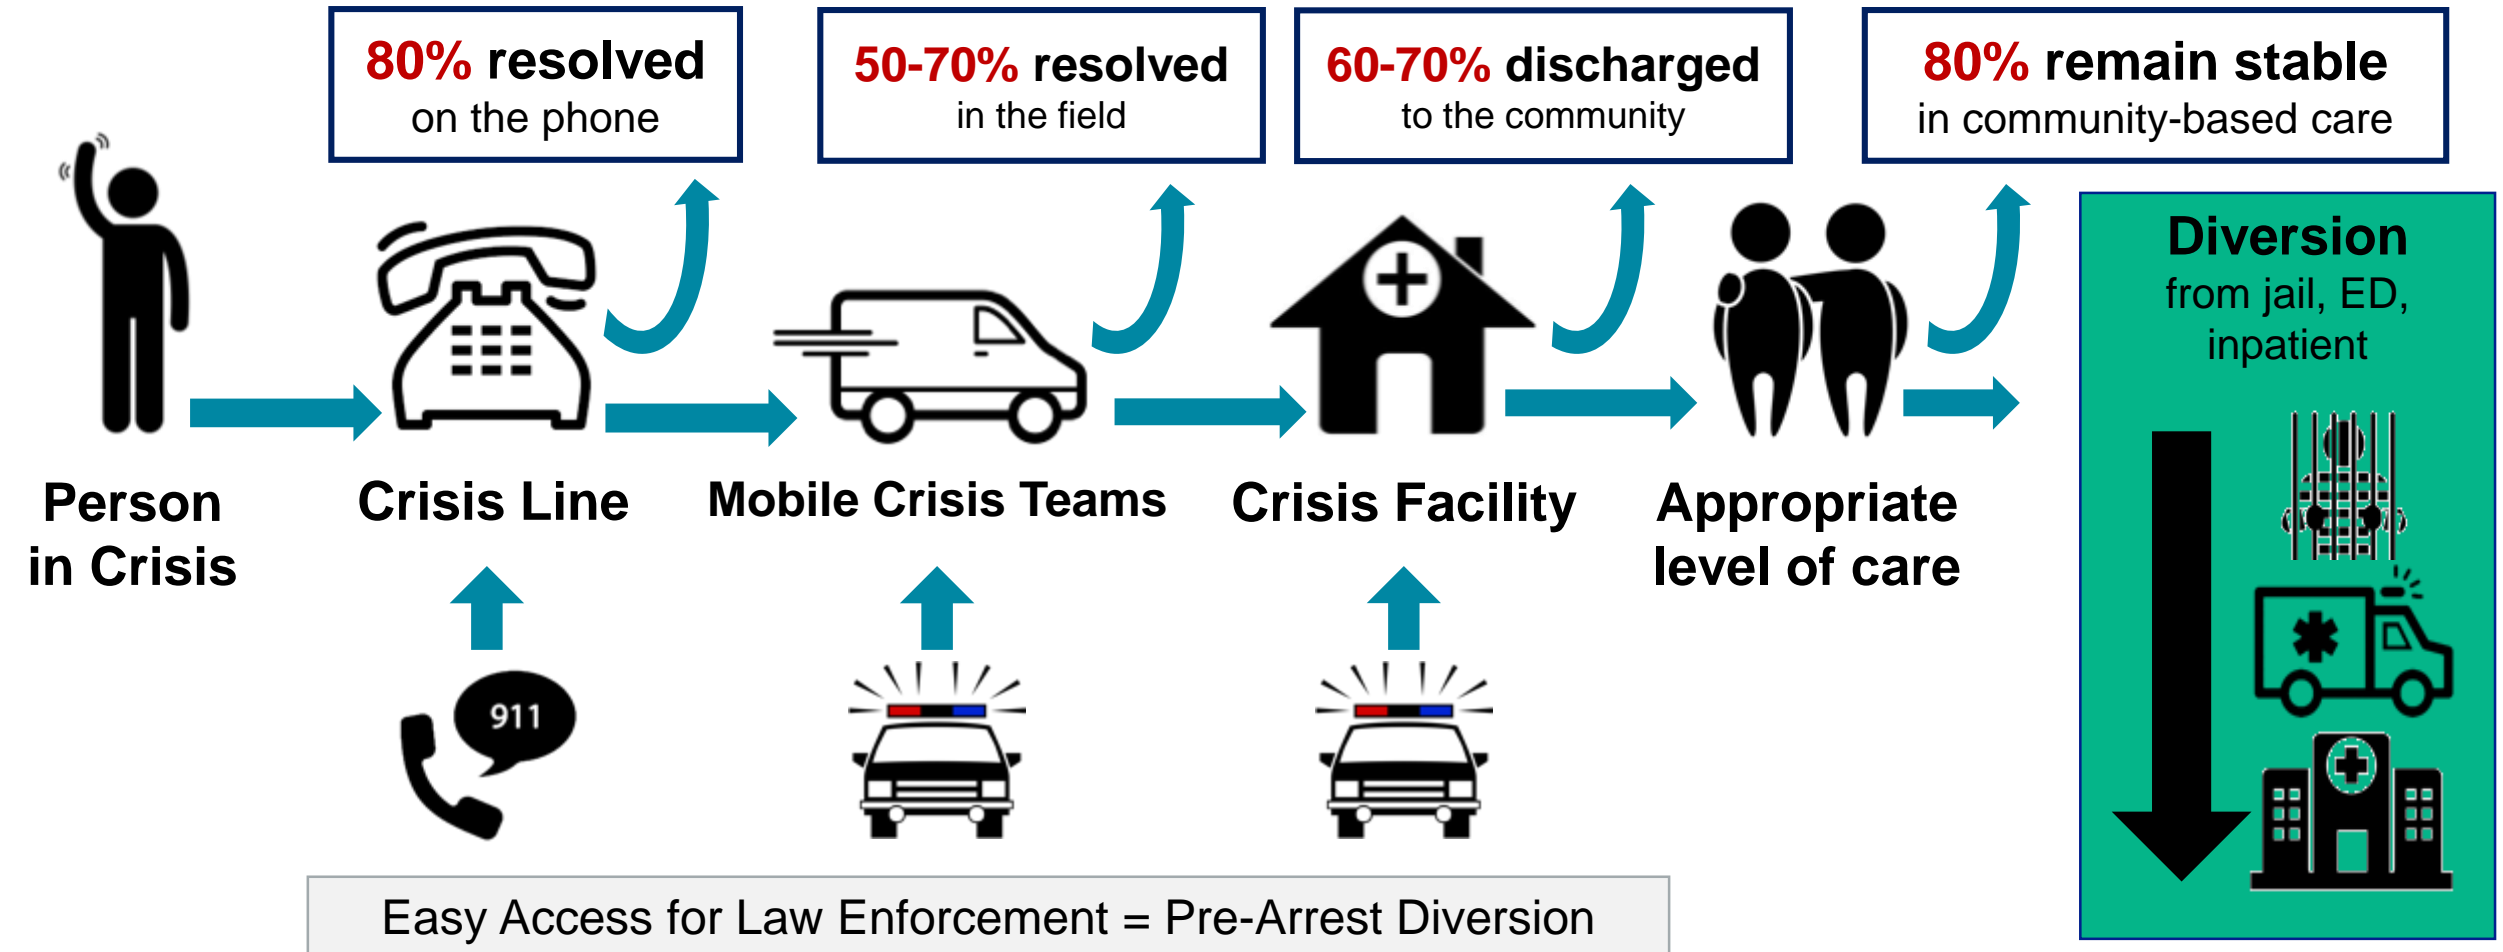 80% resolved
on the phone
50-70% resolved
in the field
60-70% discharged
to the community
80% remain stable
in community-based care
Diversion
from jail, ED,
inpatient
Person
in Crisis
Crisis Line
Mobile Crisis Teams
Crisis Facility
Appropriate
level of care
911
Easy Access for Law Enforcement = Pre-Arrest Diversion